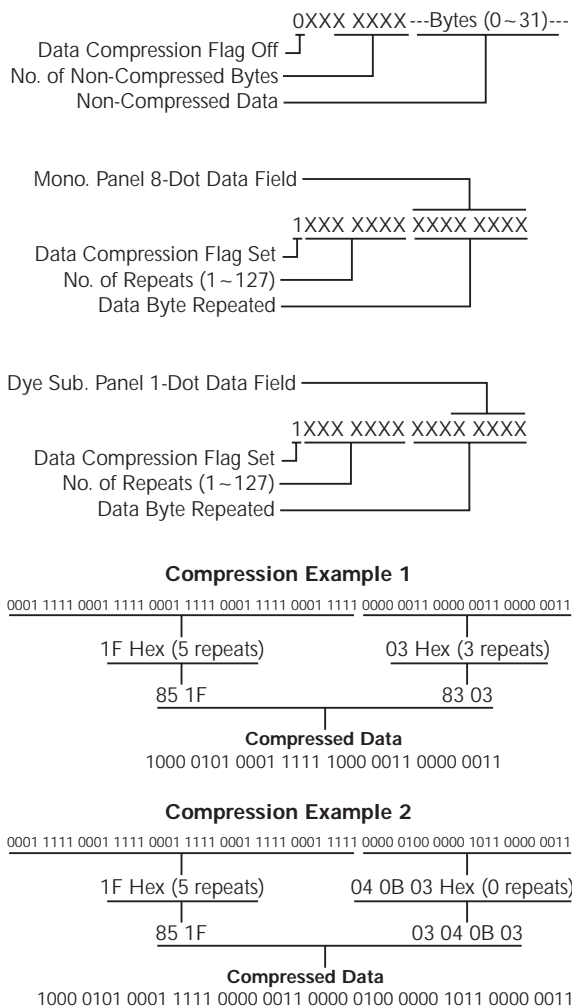 0XXX XXXX ---Bytes (0~31)---
Data Compression Flag Off
No. of Non-Compressed Bytes
Non-Compressed Data
Mono. Panel 8-Dot Data Field
1XXX XXXX XXXX XXXX
Data Compression Flag Set
No. of Repeats (1~127)
Data Byte Repeated
Dye Sub. Panel 1-Dot Data Field
1XXX XXXX XXXX XXXX
Data Compression Flag Set
No. of Repeats (1~127)
Data Byte Repeated
Compression Example 1
0001 1111 0001 1111 0001 1111 0001 1111 0001 1111 0000 0011 0000 0011 0000 0011
1F Hex (5 repeats) 03 Hex (3 repeats)
85 1F 83 03
Compressed Data
1000 0101 0001 1111 1000 0011 0000 0011
Compression Example 2
0001 1111 0001 1111 0001 1111 0001 1111 0001 1111 0000 0100 0000 1011 0000 0011
1F Hex (5 repeats) 04 0B 03 Hex (0 repeats)
85 1F 03 04 0B 03
Compressed Data
1000 0101 0001 1111 0000 0011 0000 0100 0000 1011 0000 0011